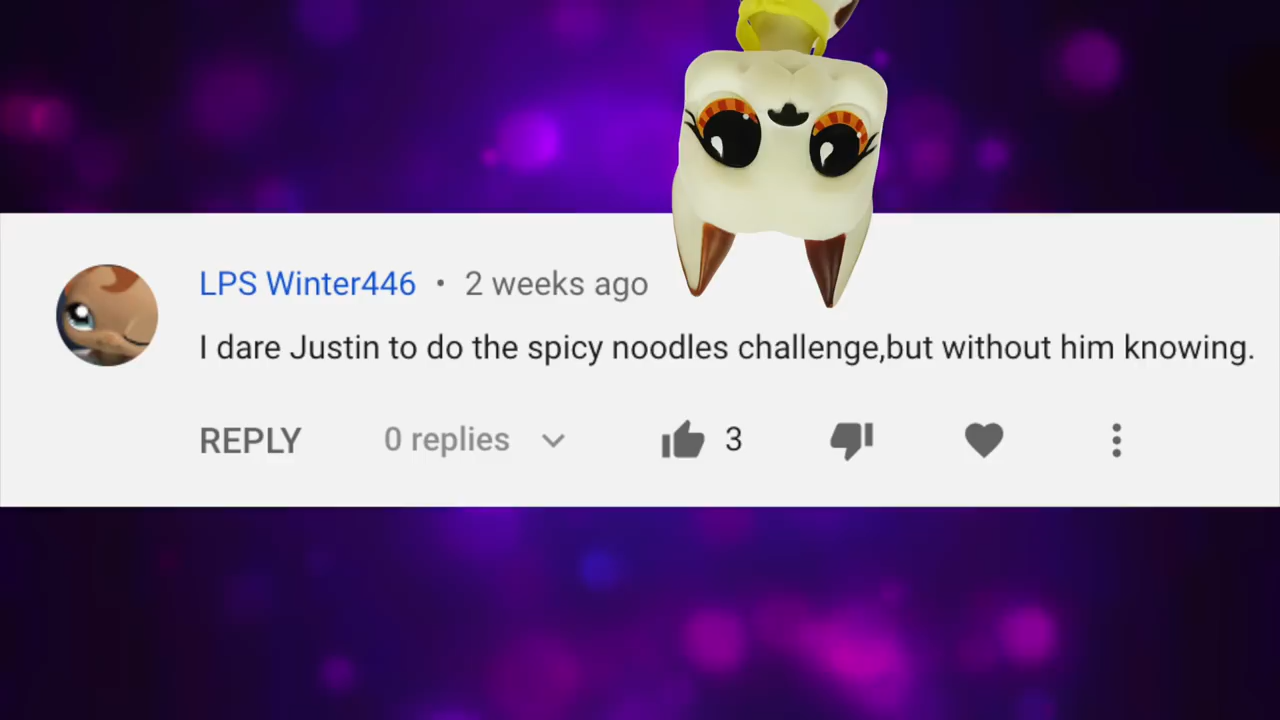 LPS Winter446 • 2 weeks ago
I dare Justin to do the spicy noodles challenge,but without him knowing.
REPLY 0 replies 3